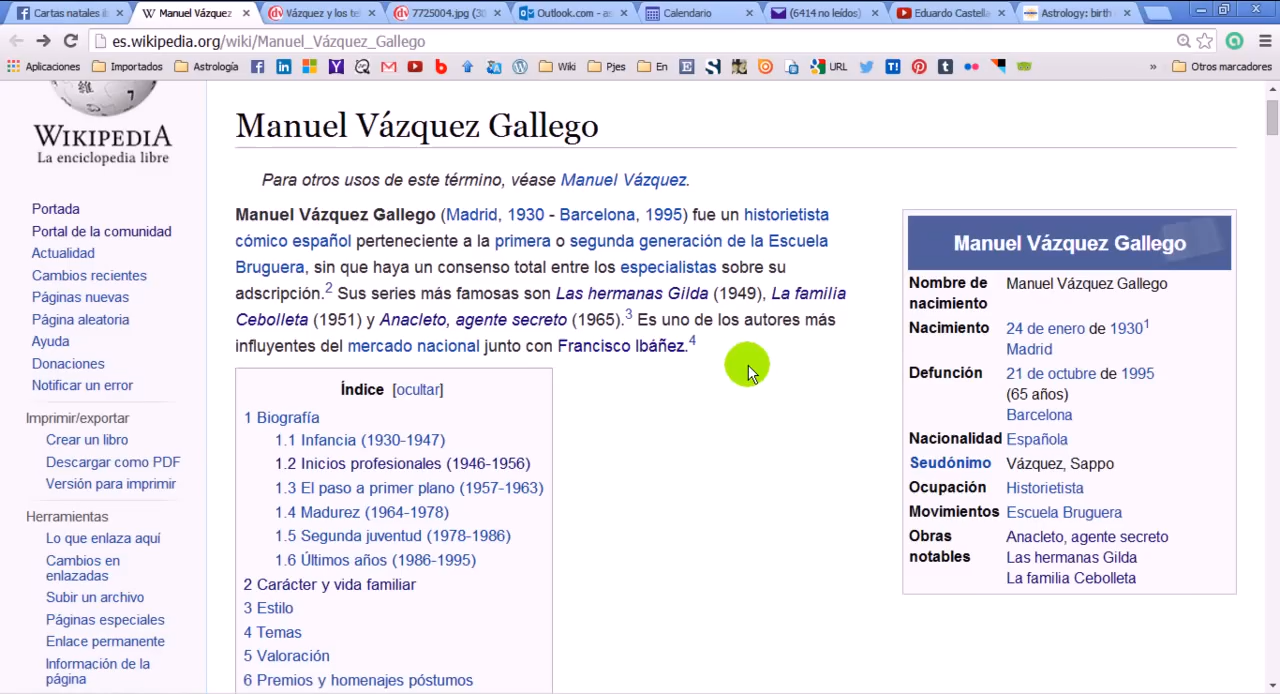 Cartas natales ib
Manuel Vázquez
Vázquez y los te
7725004.jpg (30
Outlook.com - as
Calendario
(6414 no leídos)
Eduardo Castella
Astrology: birth
es.wikipedia.org/wiki/Manuel_Vázquez_Gallego
Aplicaciones
Importados
Astrología
Wiki
Pjes
En
URL
Otros marcadores
WIKIPEDIA
La enciclopedia libre
Portada
Portal de la comunidad
Actualidad
Cambios recientes
Páginas nuevas
Página aleatoria
Ayuda
Donaciones
Notificar un error
Imprimir/exportar
Crear un libro
Descargar como PDF
Versión para imprimir
Herramientas
Lo que enlaza aquí
Cambios en
enlazadas
Subir un archivo
Páginas especiales
Enlace permanente
Información de la
página
Manuel Vázquez Gallego
Para otros usos de este término, véase Manuel Vázquez.
Manuel Vázquez Gallego (Madrid, 1930 - Barcelona, 1995) fue un historietista
cómico español perteneciente a la primera o segunda generación de la Escuela
Bruguera, sin que haya un consenso total entre los especialistas sobre su
adscripción.2 Sus series más famosas son Las hermanas Gilda (1949), La familia
Cebolleta (1951) y Anacleto, agente secreto (1965).3 Es uno de los autores más
influyentes del mercado nacional junto con Francisco Ibáñez.4
Índice [ocultar]
1 Biografía
1.1 Infancia (1930-1947)
1.2 Inicios profesionales (1946-1956)
1.3 El paso a primer plano (1957-1963)
1.4 Madurez (1964-1978)
1.5 Segunda juventud (1978-1986)
1.6 Últimos años (1986-1995)
2 Carácter y vida familiar
3 Estilo
4 Temas
5 Valoración
6 Premios y homenajes póstumos
Manuel Vázquez Gallego
Nombre de nacimiento Manuel Vázquez Gallego
Nacimiento 24 de enero de 19301
Madrid
Defunción 21 de octubre de 1995
(65 años)
Barcelona
Nacionalidad Española
Seudónimo Vázquez, Sappo
Ocupación Historietista
Movimientos Escuela Bruguera
Obras notables Anacleto, agente secreto
Las hermanas Gilda
La familia Cebolleta